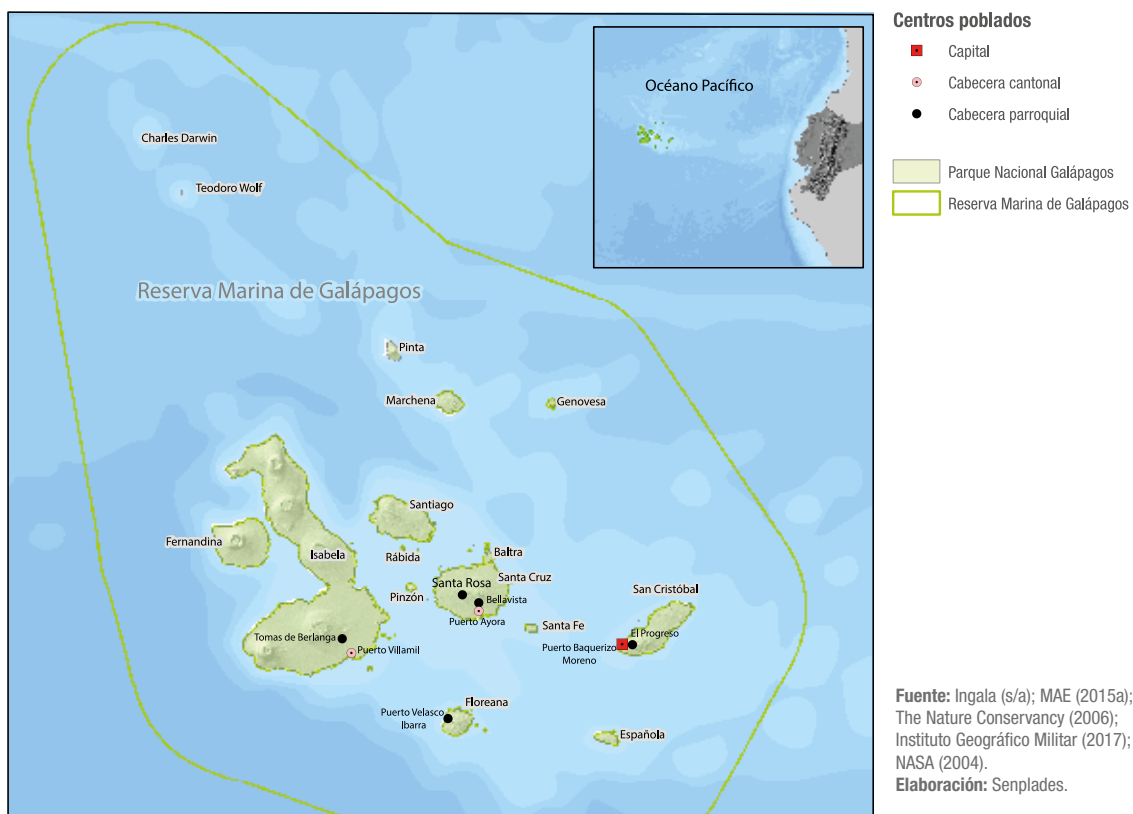 Charles Darwin
Teodoro Wolf
Reserva Marina de Galápagos
Pinta
Marchena
Genovesa
Santiago
Fernandina
Isabela
Rábida
Baltra
Santa Rosa
Santa Cruz
Pinzón
Bellavista
Puerto Ayora
San Cristóbal
Santa Fe
El Progreso
Tomas de Berlanga
Puerto Villamil
Puerto Baquerizo
Moreno
Floreana
Puerto Velasco
Ibarra
Española
Océano Pacífico
Centros poblados
Capital
Cabecera cantonal
Cabecera parroquial
Parque Nacional Galápagos
Reserva Marina de Galápagos
Fuente: Ingala (s/a); MAE (2015a);
The Nature Conservancy (2006);
Instituto Geográfico Militar (2017);
NASA (2004).
Elaboración: Senplades.